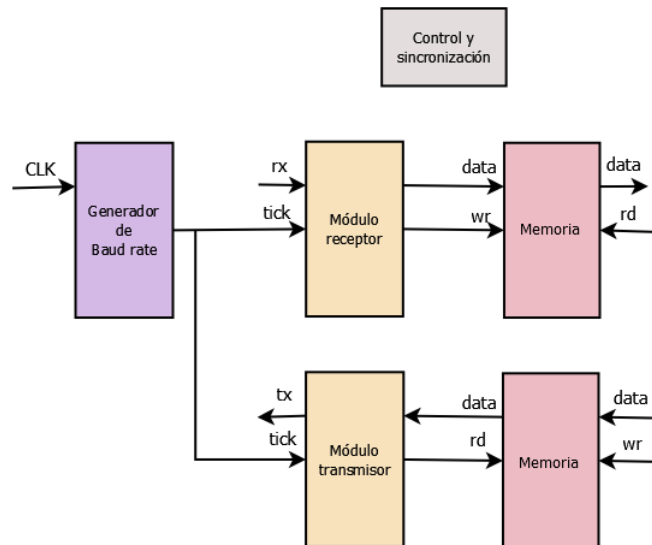 Control y
sincronización
CLK
Generador
de
Baud rate
rx
tick
Módulo
receptor
data
wr
Memoria
data
rd
tx
tick
Módulo
transmisor
data
rd
Memoria
data
wr